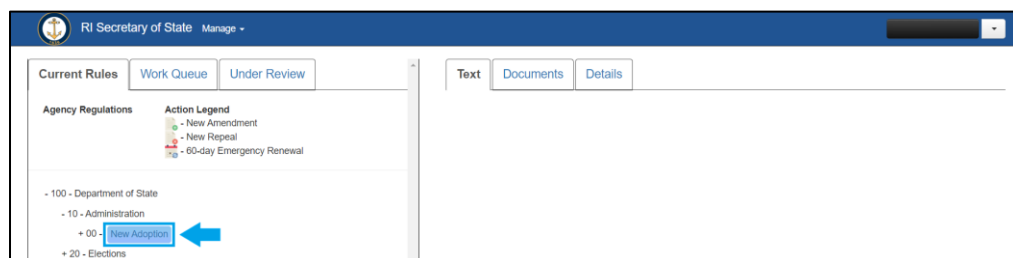 RI Secretary of State Manage
Current Rules Work Queue Under Review
Text Documents Details
Agency Regulations Action Legend
- New Amendment
- New Repeal
- 60-day Emergency Renewal
- 100 - Department of State
- 10 - Administration
+ 00 - New Adoption
+ 20 - Elections